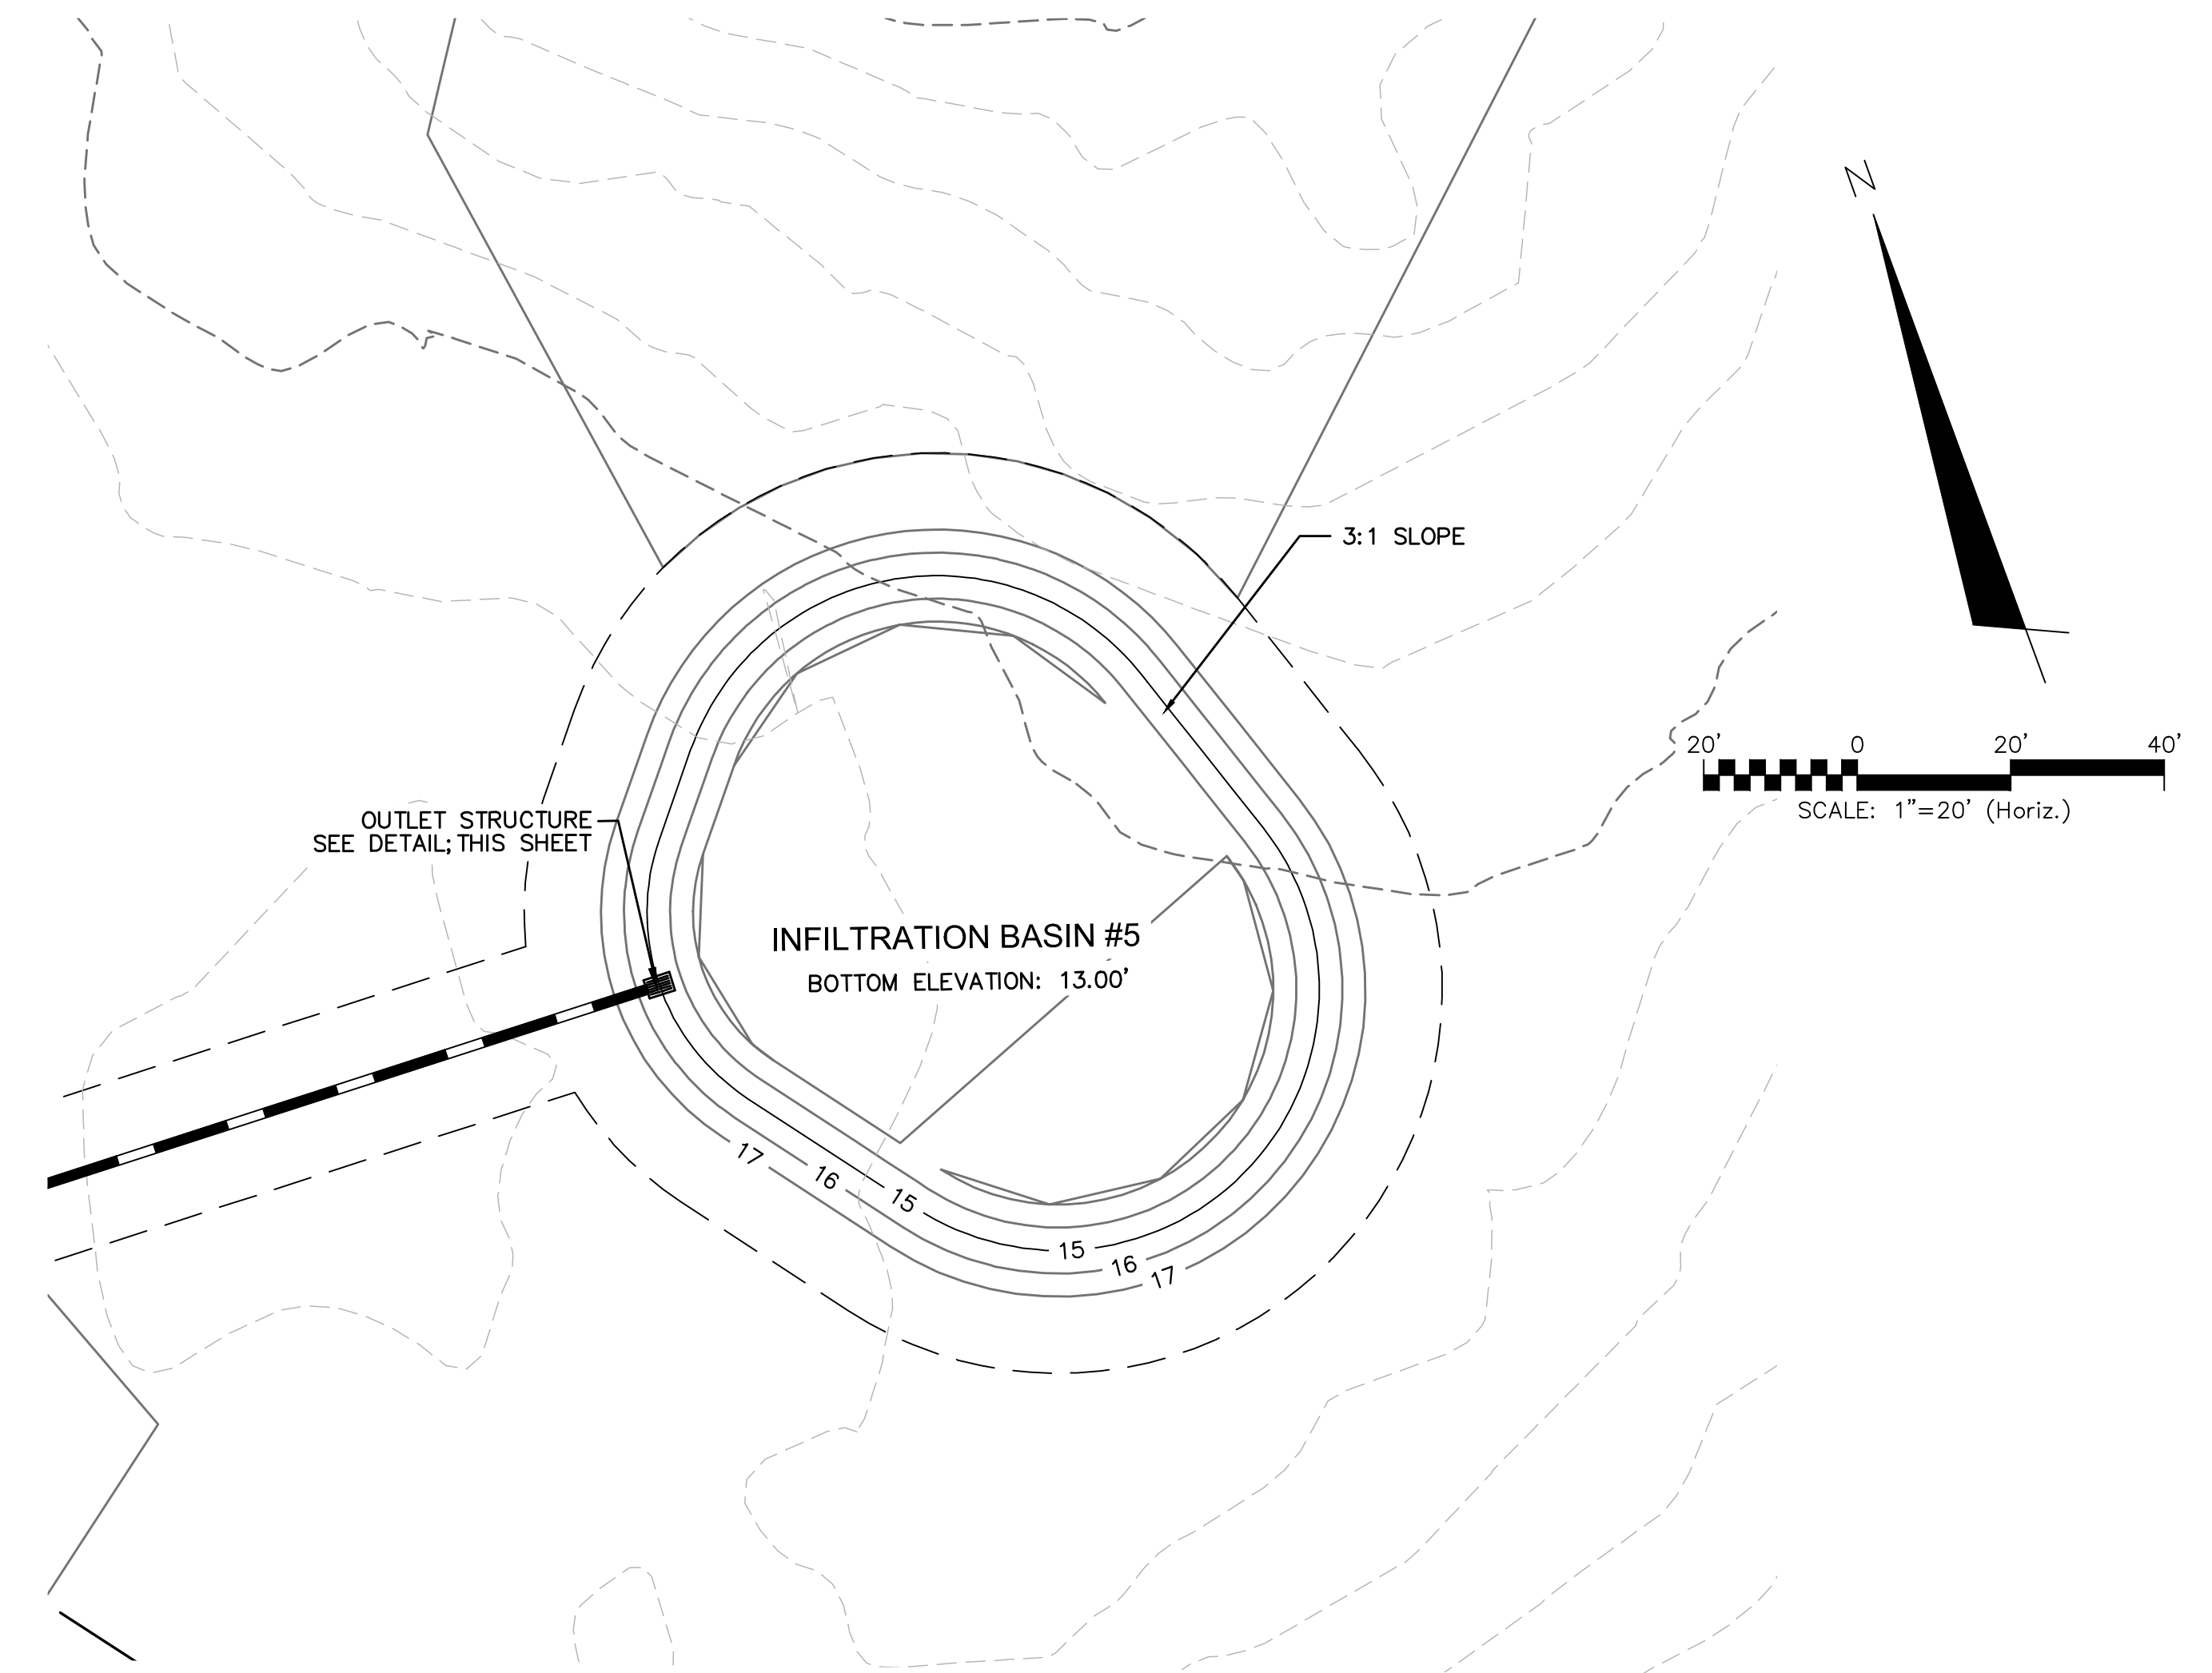 N
3:1 SLOPE
20' 0 20' 40'
SCALE: 1"=20' (Horiz.)
OUTLET STRUCTURE
SEE DETAIL; THIS SHEET
INFILTRATION BASIN #5
BOTTOM ELEVATION: 13.00'
17
16
15
15
16
17